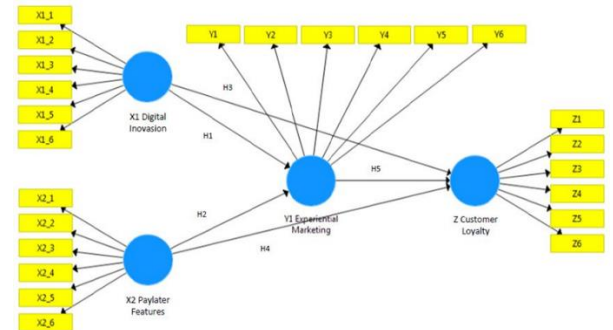 X1_1
X1_2
X1_3
X1_4
X1_5
X1_6
X1 Digital
Inovasion
Y1
Y2
Y3
Y4
Y5
Y6
H3
H1
H2
H4
H5
Y1 Experiential
Marketing
Z Customer
Loyalty
Z1
Z2
Z3
Z4
Z5
Z6
X2_1
X2_2
X2_3
X2_4
X2_5
X2_6
X2 Paylater
Features